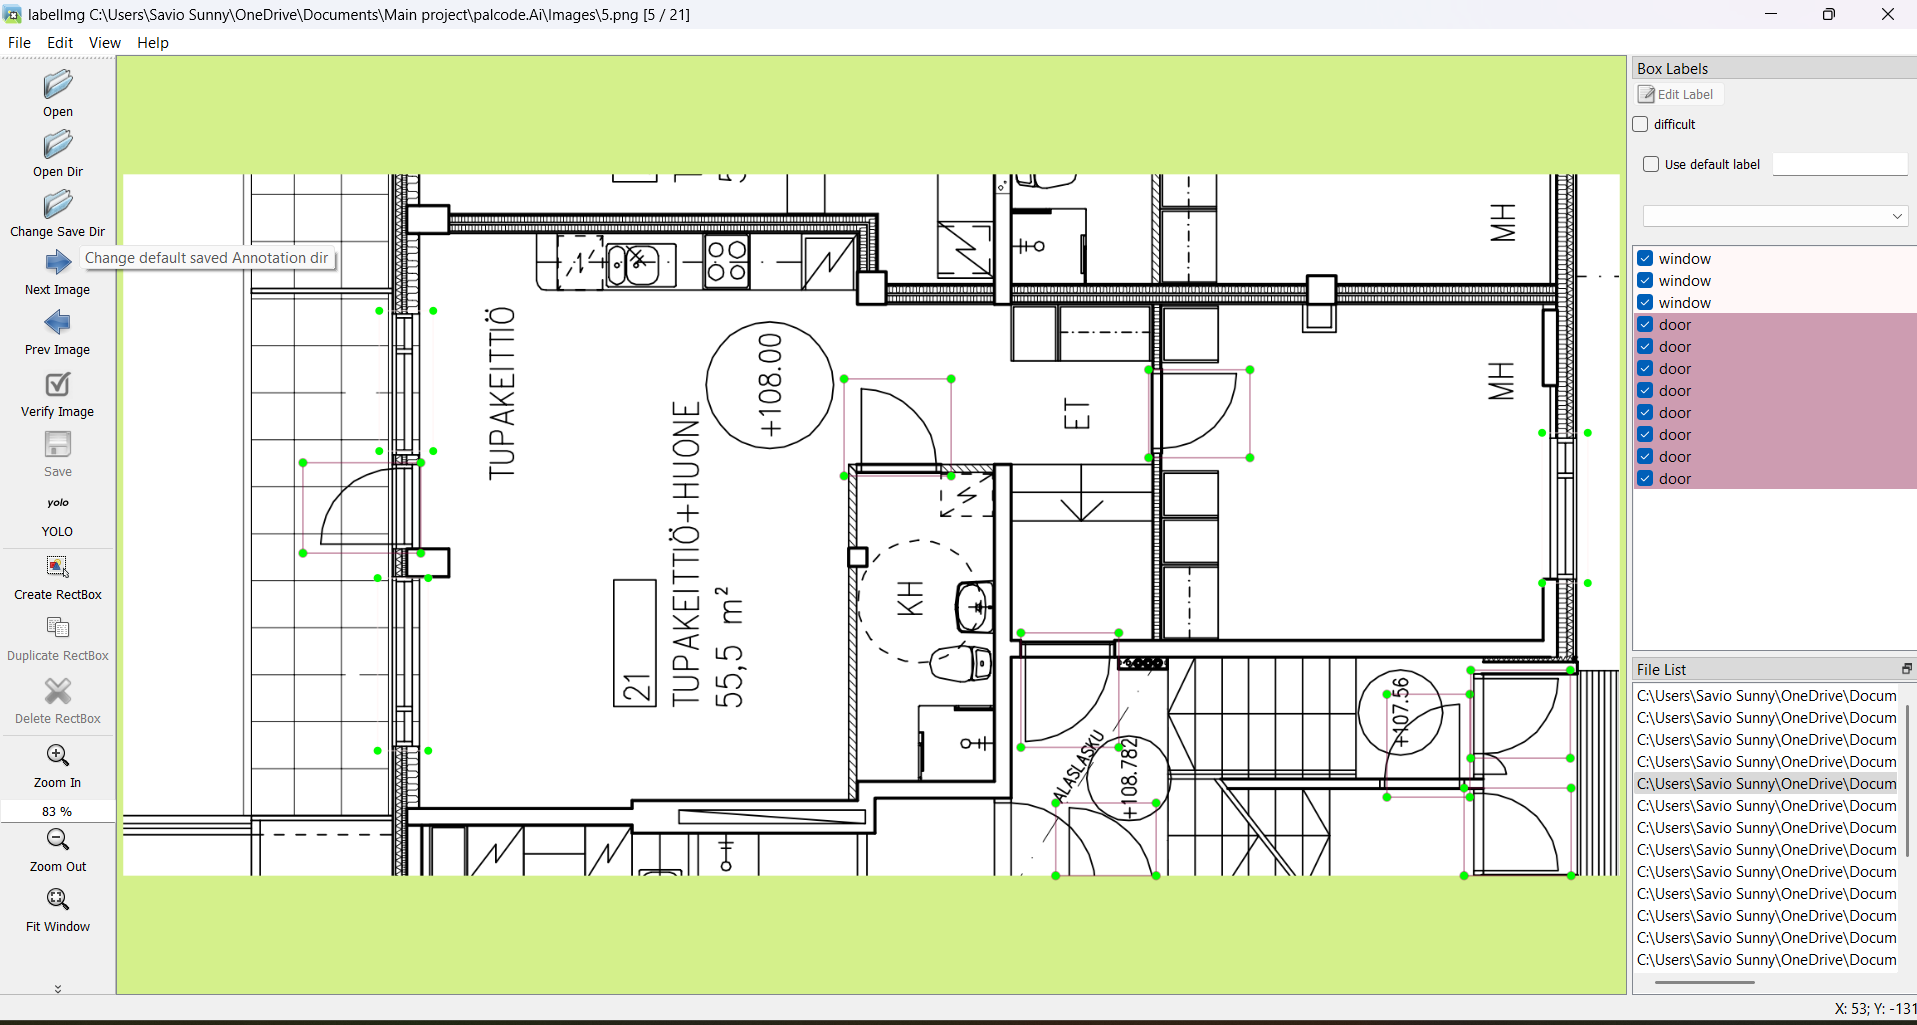 labelImg C:\Users\Savio Sunny\OneDrive\Documents\Main project\palcode.Ai\Images\5.png [5 / 21]
File Edit View Help
Open
Open Dir
Change Save Dir
Change default saved Annotation dir
Next Image
Prev Image
Verify Image
Save
yolo
YOLO
Create RectBox
Duplicate RectBox
Delete RectBox
Zoom In
83 %
Zoom Out
Fit Window
TUPAKEITTIÖ
+108.00
TUPAKEITTIÖ+HUONE
55,5 m²
21
KH
ET
MH
MH
ALASLASKU
+108.782
+107.56
Box Labels
Edit Label
difficult
Use default label
window
window
window
door
door
door
door
door
door
door
door
File List
C:\Users\Savio Sunny\OneDrive\Docum
C:\Users\Savio Sunny\OneDrive\Docum
C:\Users\Savio Sunny\OneDrive\Docum
C:\Users\Savio Sunny\OneDrive\Docum
C:\Users\Savio Sunny\OneDrive\Docum
C:\Users\Savio Sunny\OneDrive\Docum
C:\Users\Savio Sunny\OneDrive\Docum
C:\Users\Savio Sunny\OneDrive\Docum
C:\Users\Savio Sunny\OneDrive\Docum
C:\Users\Savio Sunny\OneDrive\Docum
C:\Users\Savio Sunny\OneDrive\Docum
C:\Users\Savio Sunny\OneDrive\Docum
C:\Users\Savio Sunny\OneDrive\Docum
X: 53; Y: -131